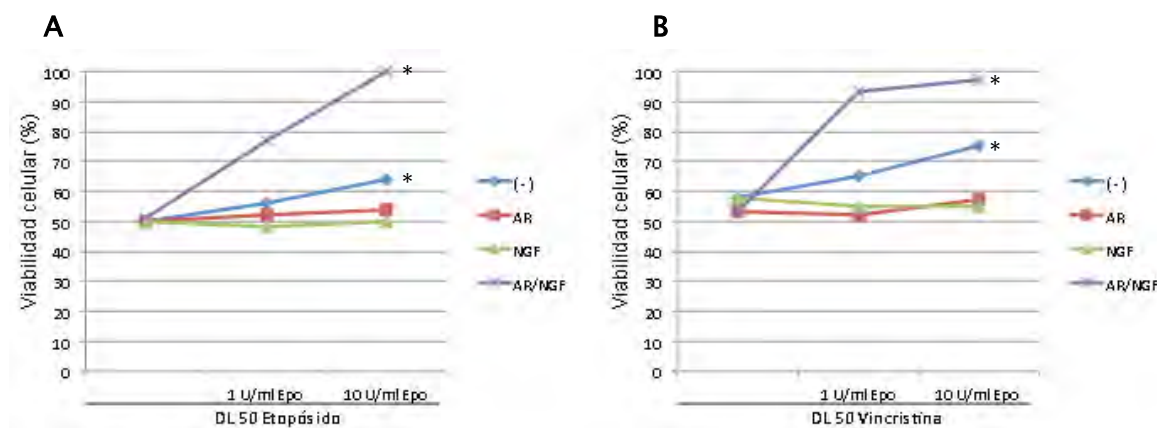 A
Viabilidad celular (%)
100
90
80
70
60
50
40
30
20
10
0
*
*
1 U/ml Epo
10 U/ml Epo
DL 50 Etopósido
(-)
AR
NGF
AR/NGF
B
Viabilidad celular (%)
100
90
80
70
60
50
40
30
20
10
0
*
*
1 U/ml Epo
10 U/ml Epo
DL 50 Vincristina
(-)
AR
NGF
AR/NGF